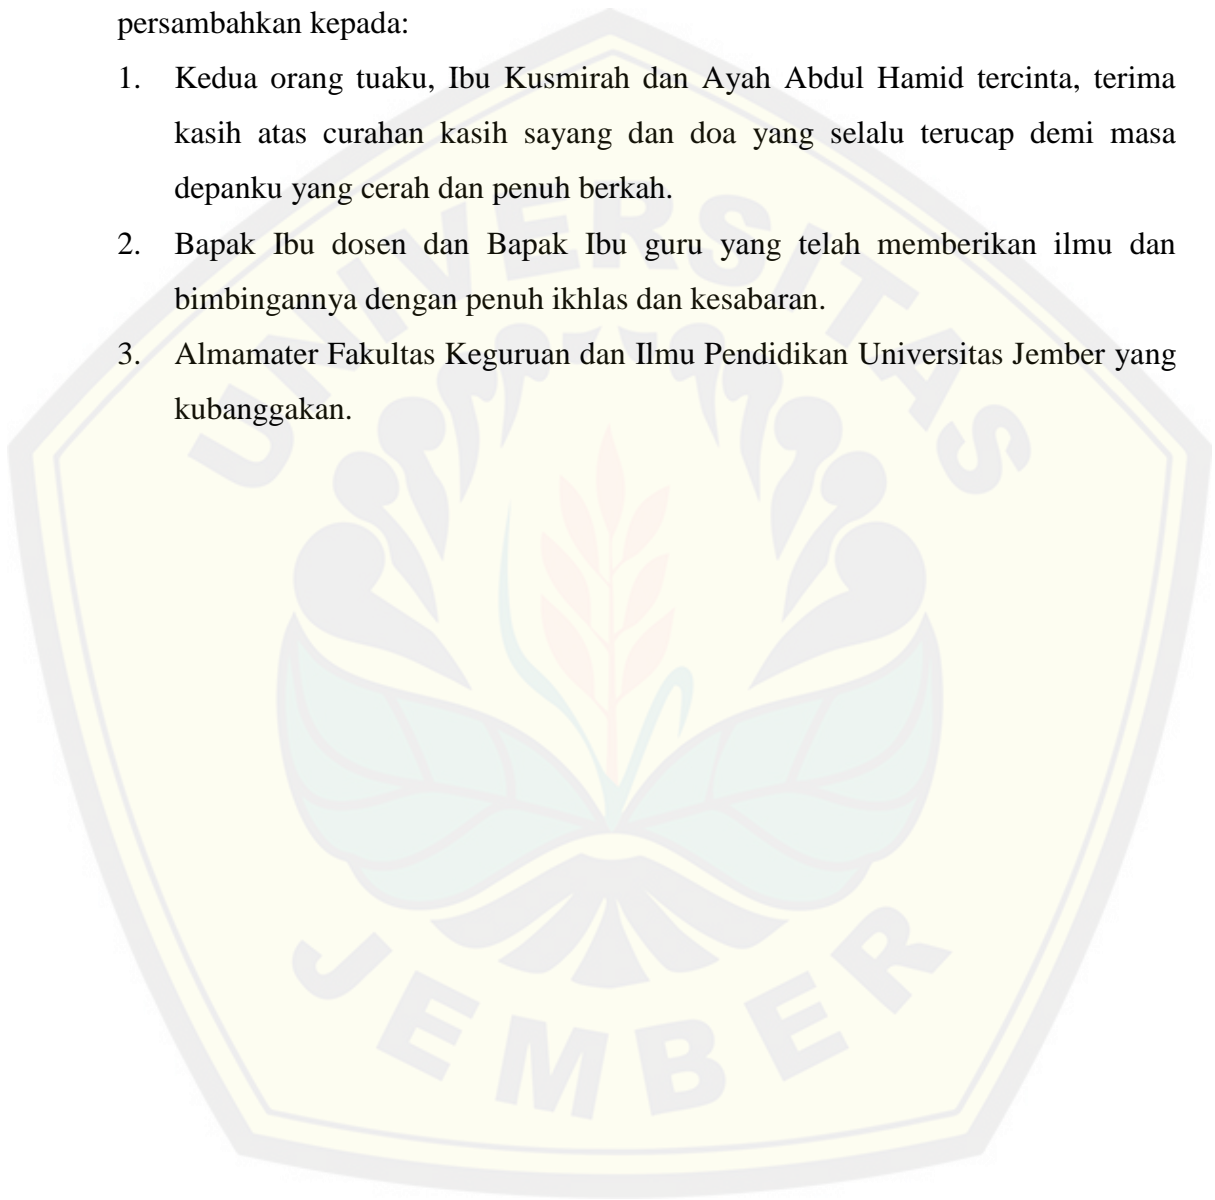 persambahkan kepada:
1. Kedua orang tuaku, Ibu Kusmirah dan Ayah Abdul Hamid tercinta, terima
kasih atas curahan kasih sayang dan doa yang selalu terucap demi masa
depanku yang cerah dan penuh berkah.
2. Bapak Ibu dosen dan Bapak Ibu guru yang telah memberikan ilmu dan
bimbingannya dengan penuh ikhlas dan kesabaran.
3. Almamater Fakultas Keguruan dan Ilmu Pendidikan Universitas Jember yang
kubanggakan.
UNIVERSITAS
JEMBER